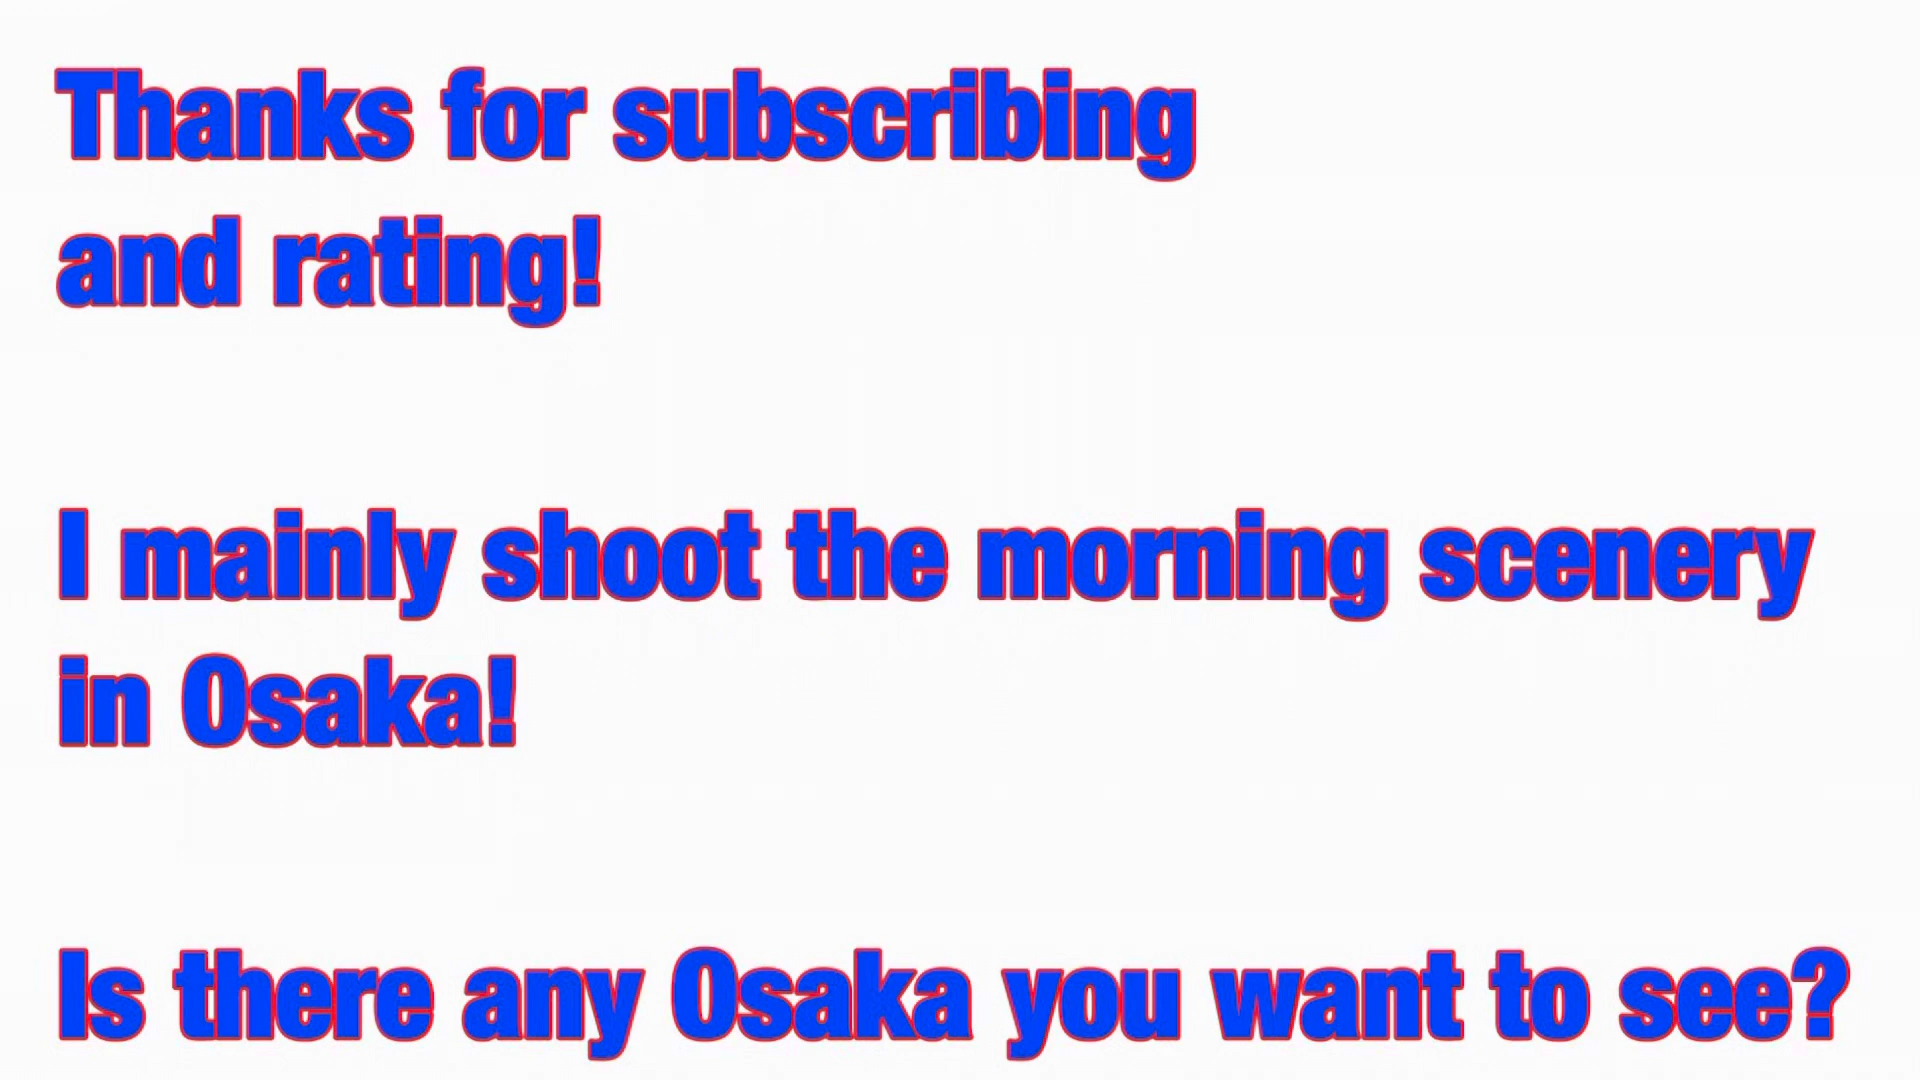 Thanks for subscribing
and rating!
I mainly shoot the morning scenery
in Osaka!
Is there any Osaka you want to see?